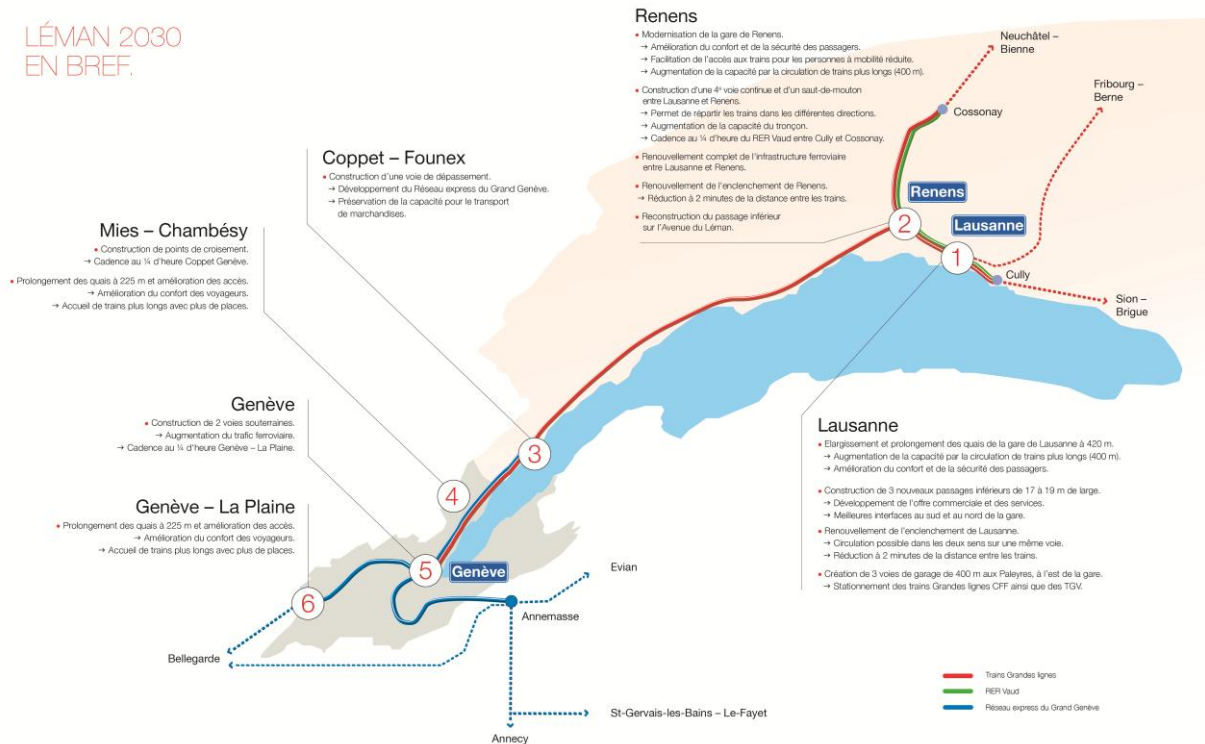 LÉMAN 2030
EN BREF.
Renens
• Modernisation de la gare de Renens.
→ Amélioration du confort et de la sécurité des passagers.
→ Facilitation de l'accès aux trains pour les personnes à mobilité réduite.
→ Augmentation de la capacité par la circulation de trains plus longs (400 m).
• Construction d'une 4e voie continue et d'un saut-de-mouton
entre Lausanne et Renens.
→ Permet de répartir les trains dans les différentes directions.
→ Augmentation de la capacité du tronçon.
→ Cadence au ¼ d'heure du RER Vaud entre Cully et Cossonay.
• Renouvellement complet de l'infrastructure ferroviaire
entre Lausanne et Renens.
• Renouvellement de l'enclenchement de Renens.
→ Réduction à 2 minutes de la distance entre les trains.
• Reconstruction du passage inférieur
sur l'Avenue du Léman.
Neuchâtel –
Bienne
Fribourg –
Berne
Cossonay
Renens
2
Lausanne
1
Cully
Sion –
Brigue
Coppet – Founex
• Construction d'une voie de dépassement.
→ Développement du Réseau express du Grand Genève.
→ Préservation de la capacité pour le transport
de marchandises.
Mies – Chambésy
• Construction de points de croisement.
→ Cadence au ¼ d'heure Coppet Genève.
• Prolongement des quais à 225 m et amélioration des accès.
→ Amélioration du confort des voyageurs.
→ Accueil de trains plus longs avec plus de places.
Genève
• Construction de 2 voies souterraines.
→ Augmentation du trafic ferroviaire.
→ Cadence au ¼ d'heure Genève – La Plaine.
Genève – La Plaine
• Prolongement des quais à 225 m et amélioration des accès.
→ Amélioration du confort des voyageurs.
→ Accueil de trains plus longs avec plus de places.
3
4
5
Genève
6
Evian
Annemasse
Bellegarde
St-Gervais-les-Bains – Le-Fayet
Annecy
Lausanne
• Elargissement et prolongement des quais de la gare de Lausanne à 420 m.
→ Augmentation de la capacité par la circulation de trains plus longs (400 m).
→ Amélioration du confort et de la sécurité des passagers.
• Construction de 3 nouveaux passages inférieurs de 17 à 19 m de large.
→ Développement de l'offre commerciale et des services.
→ Meilleures interfaces au sud et au nord de la gare.
• Renouvellement de l'enclenchement de Lausanne.
→ Circulation possible dans les deux sens sur une même voie.
→ Réduction à 2 minutes de la distance entre les trains.
• Création de 3 voies de garage de 400 m aux Paleyres, à l'est de la gare.
→ Stationnement des trains Grandes lignes CFF ainsi que des TGV.
Trains Grandes lignes
RER Vaud
Réseau express du Grand Genève